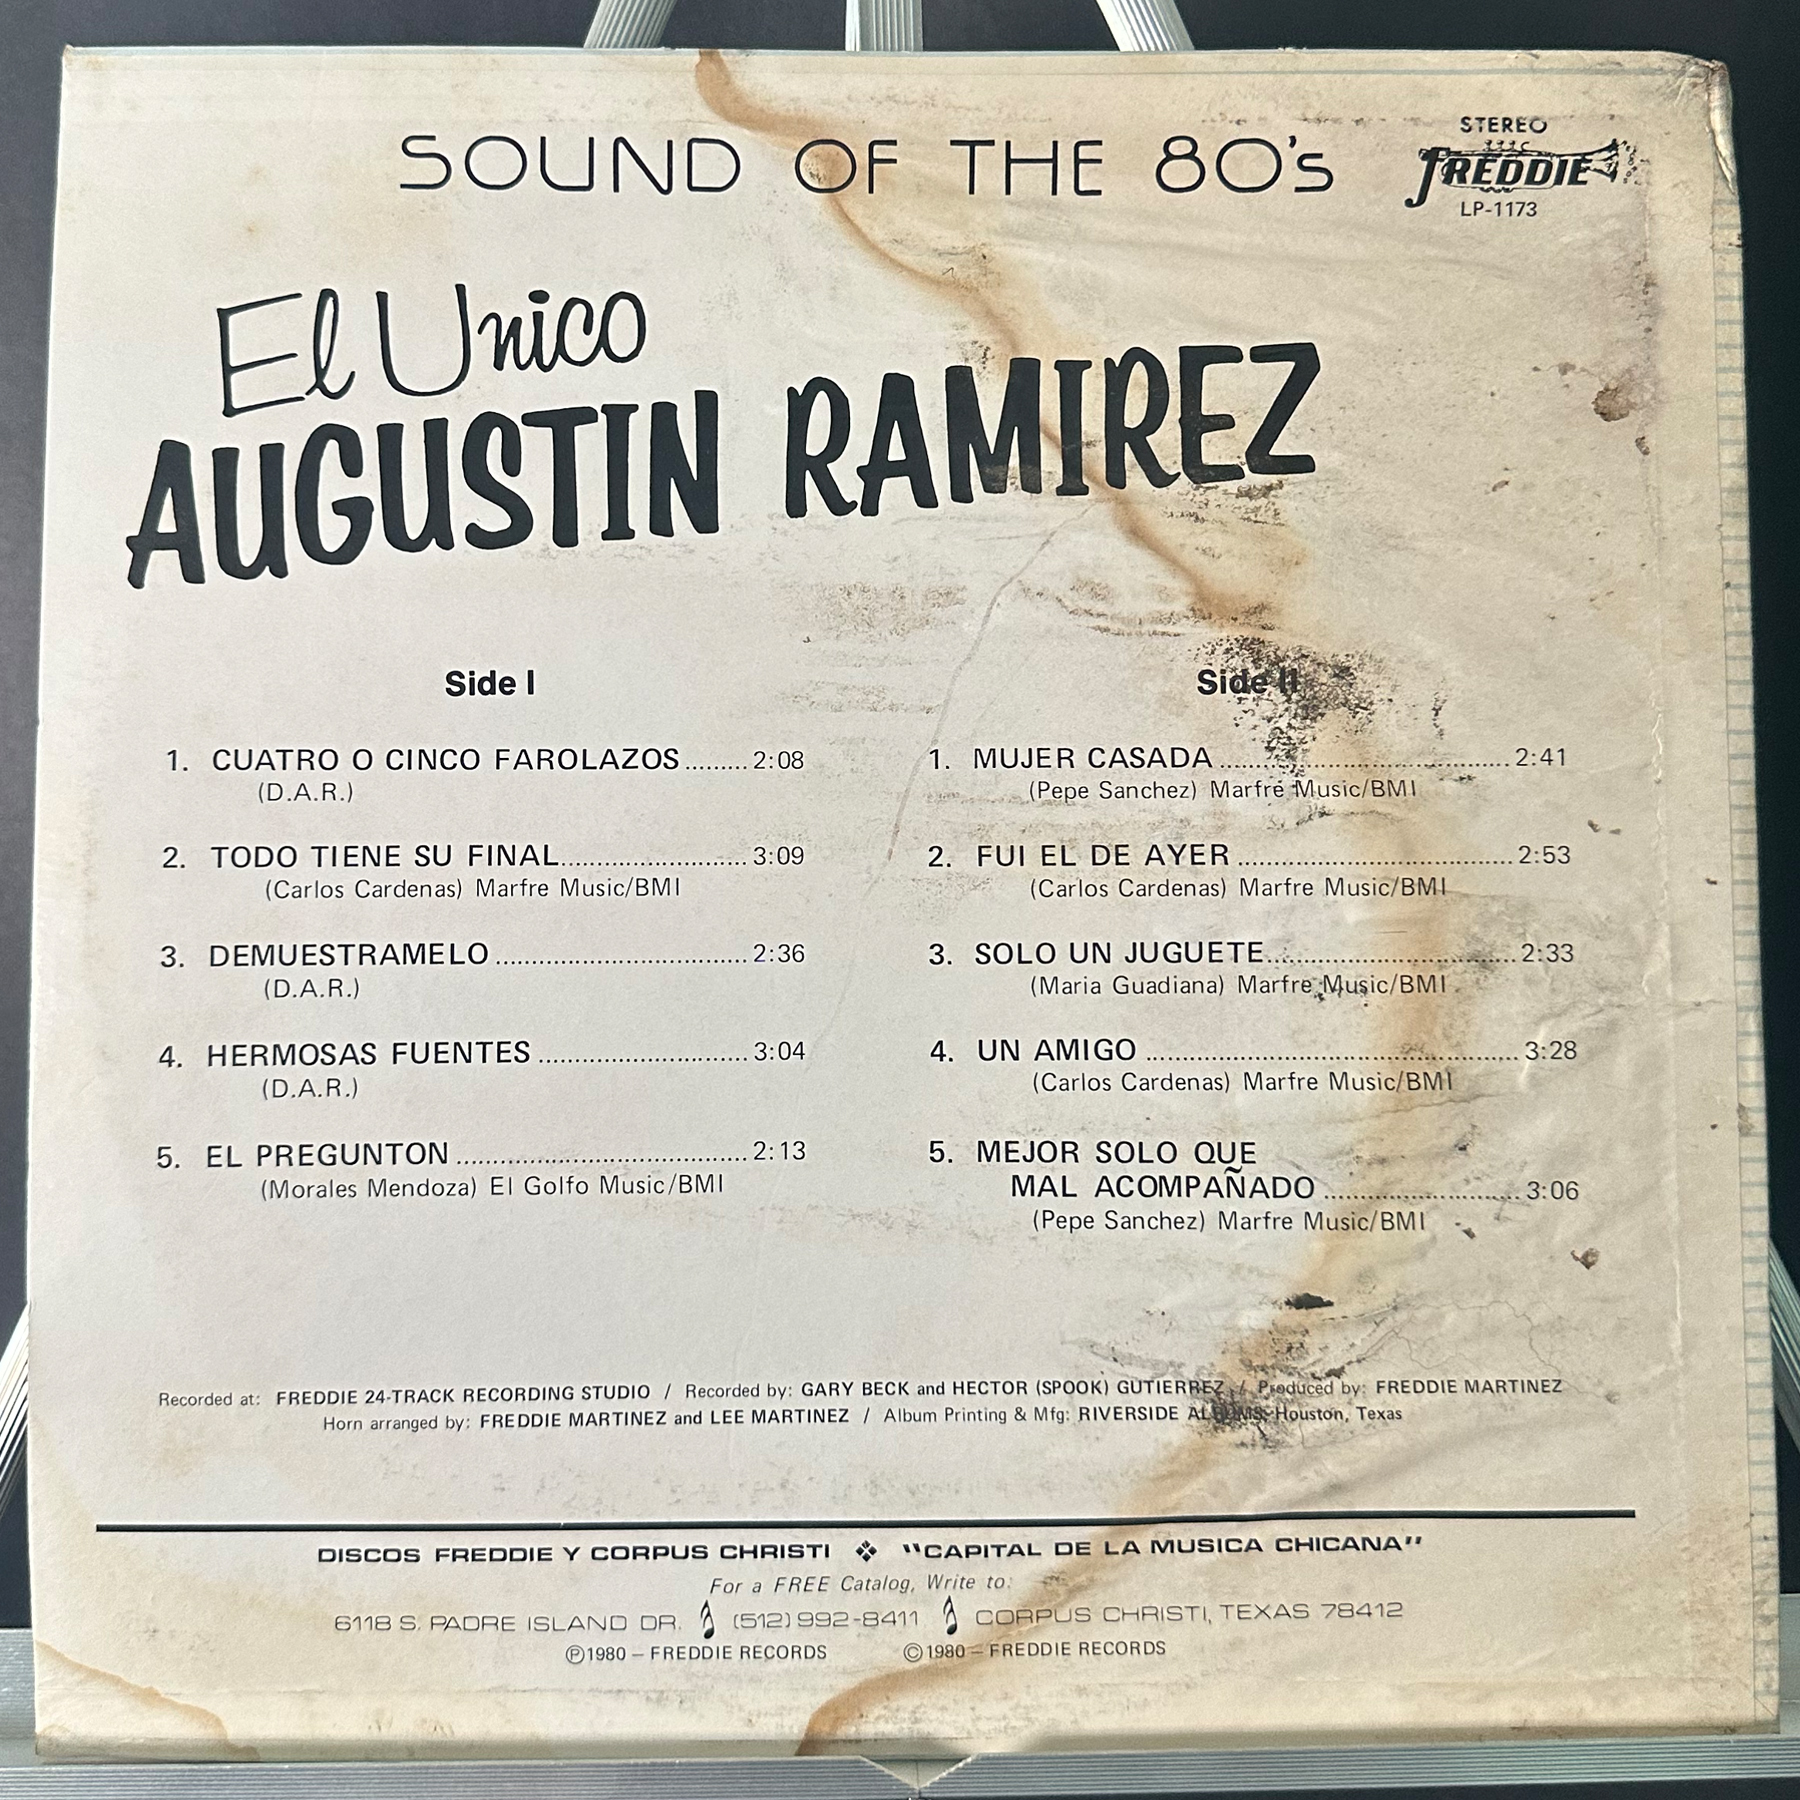 SOUND OF THE 80's
STEREO
FREDDIE
LP-1173
El Unico
AUGUSTIN RAMIREZ
Side I
1. CUATRO O CINCO FAROLAZOS.........2:08
(D.A.R.)
2. TODO TIENE SU FINAL..........................3:09
(Carlos Cardenas) Marfre Music/BMI
3. DEMUESTRAMELO...................................2:36
(D.A.R.)
4. HERMOSAS FUENTES .............................3:04
(D.A.R.)
5. EL PREGUNTON ........................................2:13
(Morales Mendoza) El Golfo Music/BMI
Side II
1. MUJER CASADA ........................................2:41
(Pepe Sanchez) Marfre Music/BMI
2. FUI EL DE AYER ......................................2:53
(Carlos Cardenas) Marfre Music/BMI
3. SOLO UN JUGUETE...................................2:33
(Maria Guadiana) Marfre Music/BMI
4. UN AMIGO ....................................................3:28
(Carlos Cardenas) Marfre Music/BMI
5. MEJOR SOLO QUE
MAL ACOMPAÑADO ...........................3:06
(Pepe Sanchez) Marfre Music/BMI
Recorded at: FREDDIE 24-TRACK RECORDING STUDIO / Recorded by: GARY BECK and HECTOR (SPOOK) GUTIERREZ / Produced by: FREDDIE MARTINEZ
Horn arranged by: FREDDIE MARTINEZ and LEE MARTINEZ / Album Printing & Mfg: RIVERSIDE ALBUMS, Houston, Texas
DISCOS FREDDIE Y CORPUS CHRISTI ❖ "CAPITAL DE LA MUSICA CHICANA"
For a FREE Catalog, Write to:
6118 S. PADRE ISLAND DR. (512) 992-8411 CORPUS CHRISTI, TEXAS 78412
℗1980 – FREDDIE RECORDS ©1980 – FREDDIE RECORDS